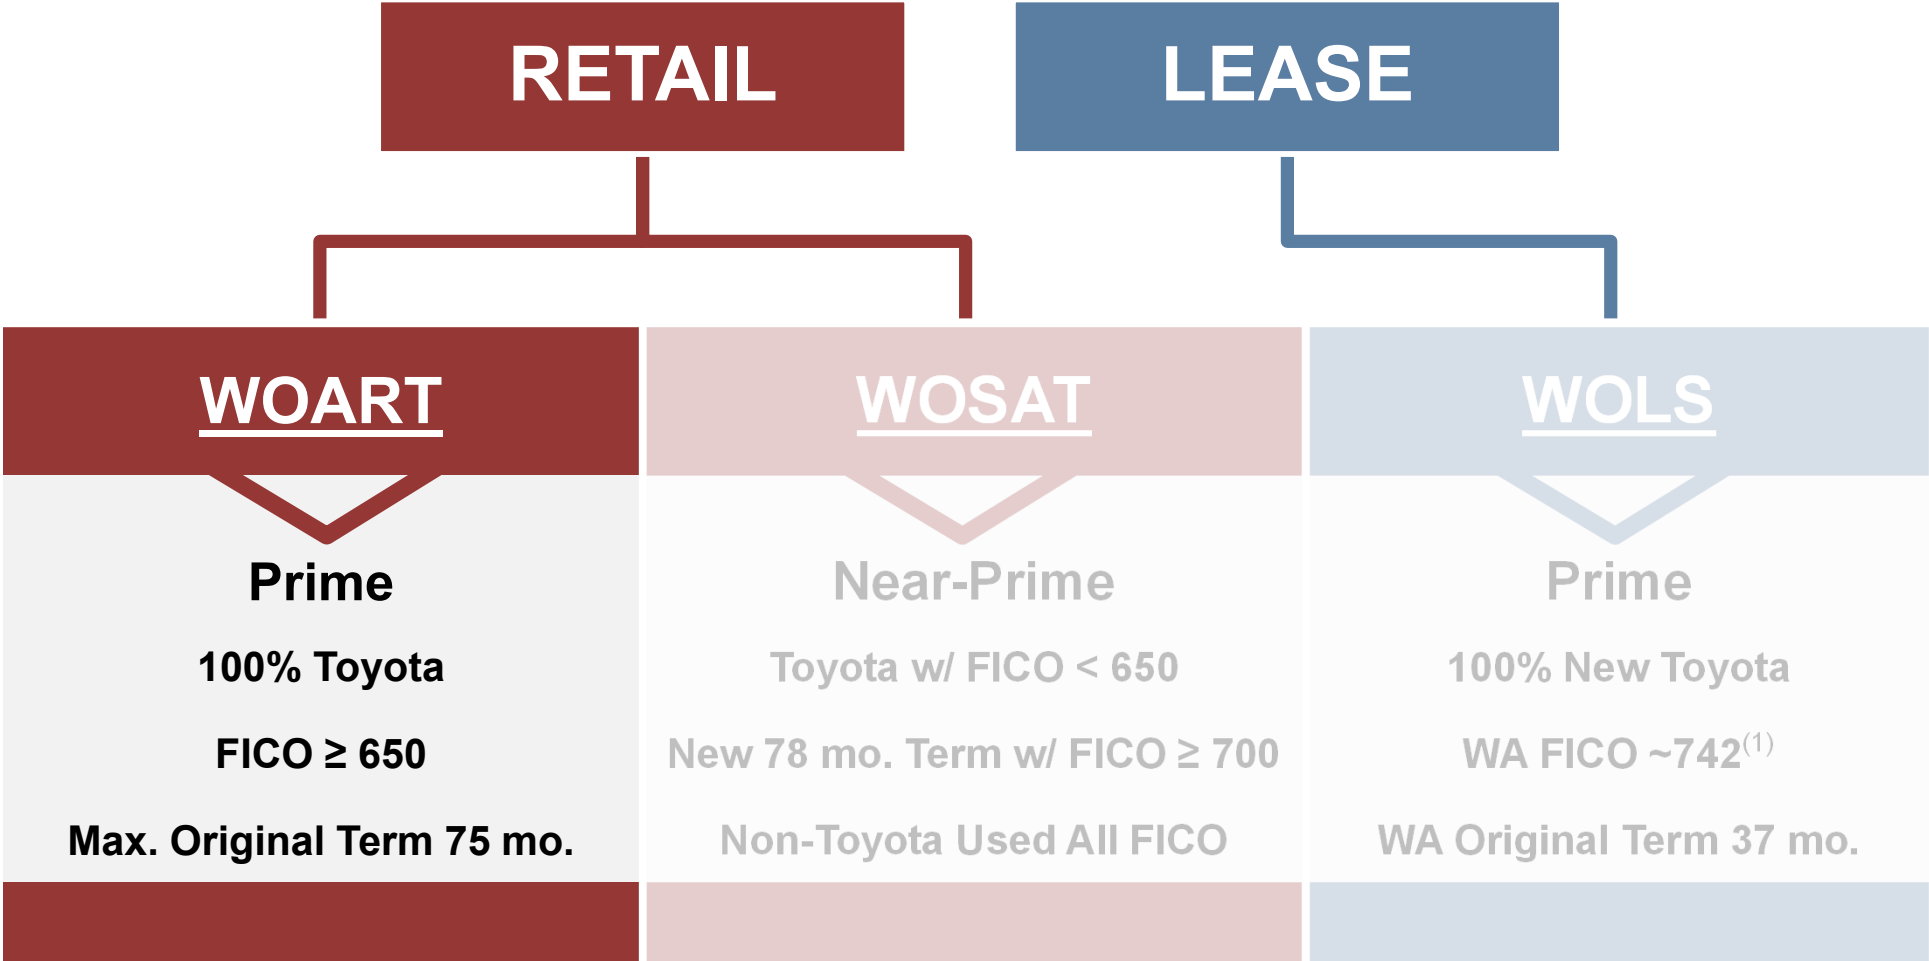 RETAIL
LEASE
WOART
Prime
100% Toyota
FICO ≥ 650
Max. Original Term 75 mo.
WOSAT
Near-Prime
Toyota w/ FICO < 650
New 78 mo. Term w/ FICO ≥ 700
Non-Toyota Used All FICO
WOLS
Prime
100% New Toyota
WA FICO ~742(1)
WA Original Term 37 mo.